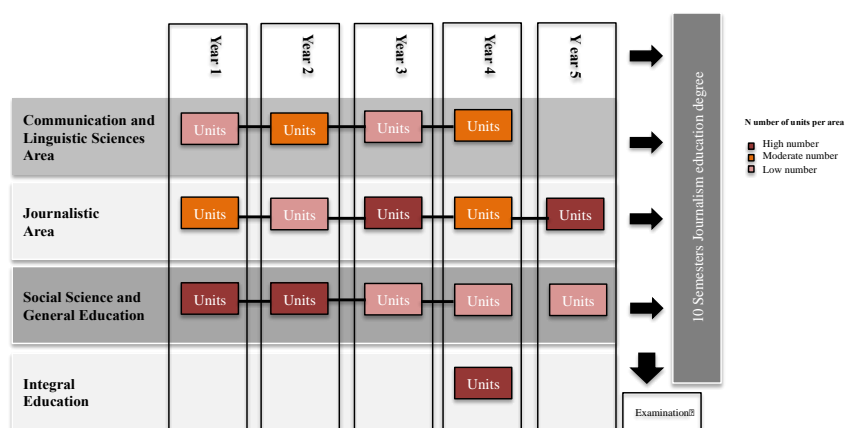 Year 1
Year 2
Year 3
Year 4
Y ear 5
Communication and
Linguistic Sciences
Area
Units
Units
Units
Units
Journalistic
Area
Units
Units
Units
Units
Units
Social Science and
General Education
Units
Units
Units
Units
Units
Integral
Education
Units
Examination
10 Semesters Journalism education degree
N umber of units per area
High number
Moderate number
Low number